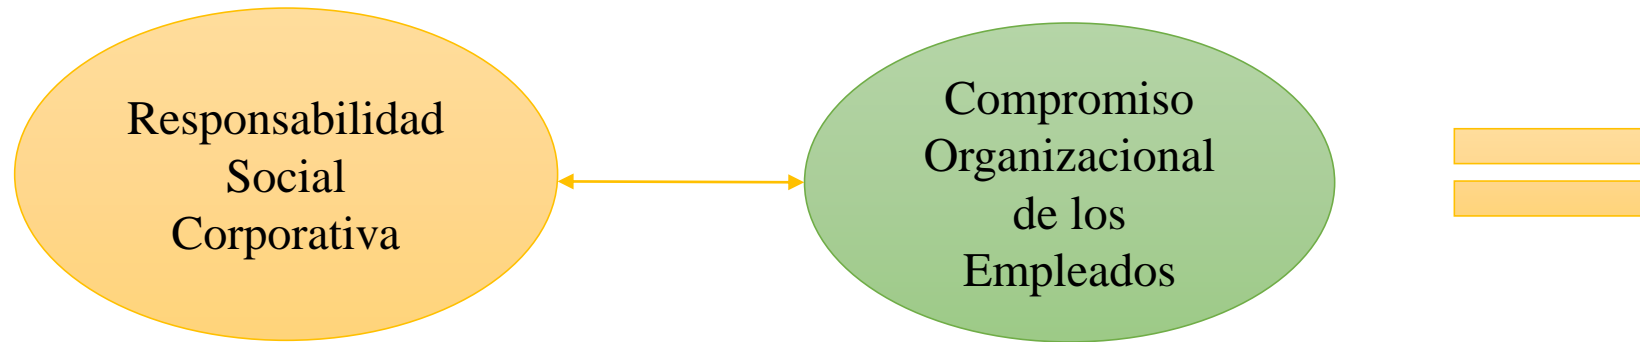 Responsabilidad
Social
Corporativa
Compromiso
Organizacional
de los
Empleados